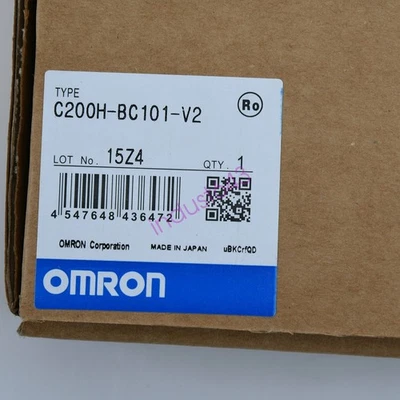 TYPE
C200H-BC101-V2
Ro
LOT No. 15Z4 QTY. 1
4 547648 436472
OMRON Corporation MADE IN JAPAN uBKCrfQD
OMRON